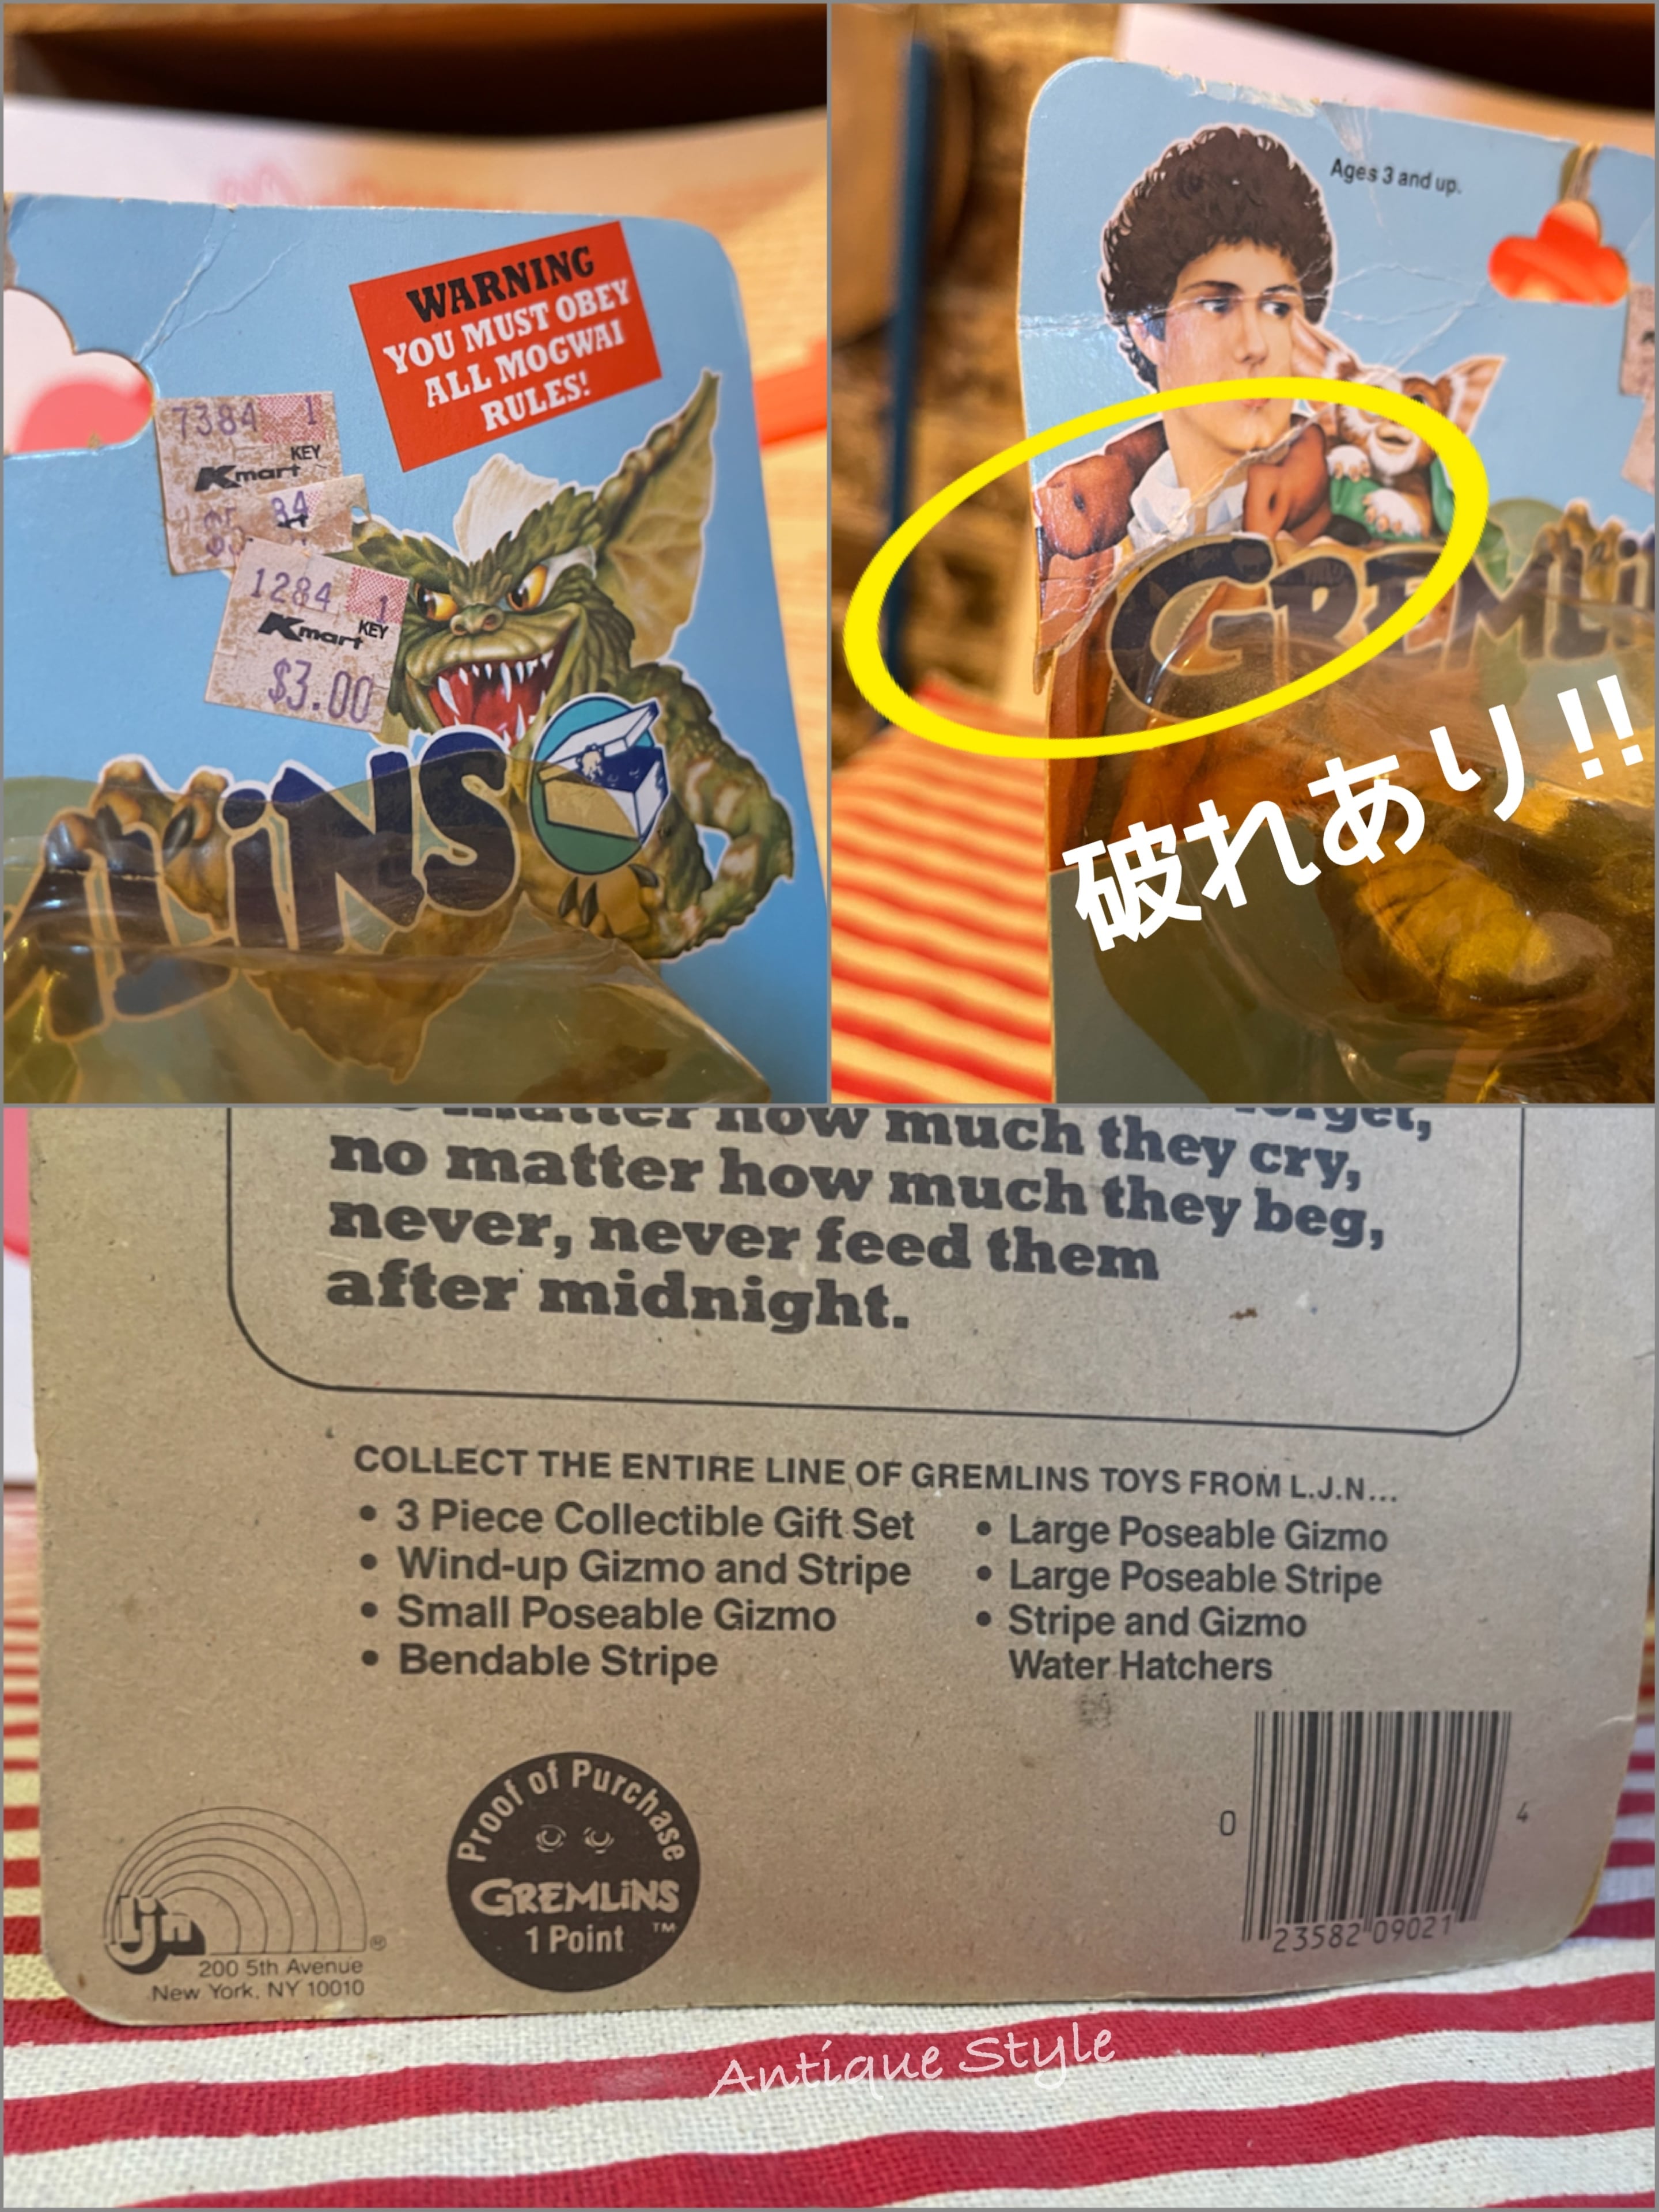 WARNING
YOU MUST OBEY
ALL MOGWAI
RULES!
7384 1
KEY
Kmart
84
1284 1
KEY
Kmart
$3.00
LINS
Ages 3 and up.
GREMLI
破れあり!!
no matter how much they cry,
no matter how much they beg,
never, never feed them
after midnight.
COLLECT THE ENTIRE LINE OF GREMLINS TOYS FROM L.J.N...
• 3 Piece Collectible Gift Set
• Wind-up Gizmo and Stripe
• Small Poseable Gizmo
• Bendable Stripe
• Large Poseable Gizmo
• Large Poseable Stripe
• Stripe and Gizmo
Water Hatchers
ljn ®
200 5th Avenue
New York, NY 10010
Proof of Purchase
GREMLINS
1 Point ™
0 23582 09021 4
Antique Style